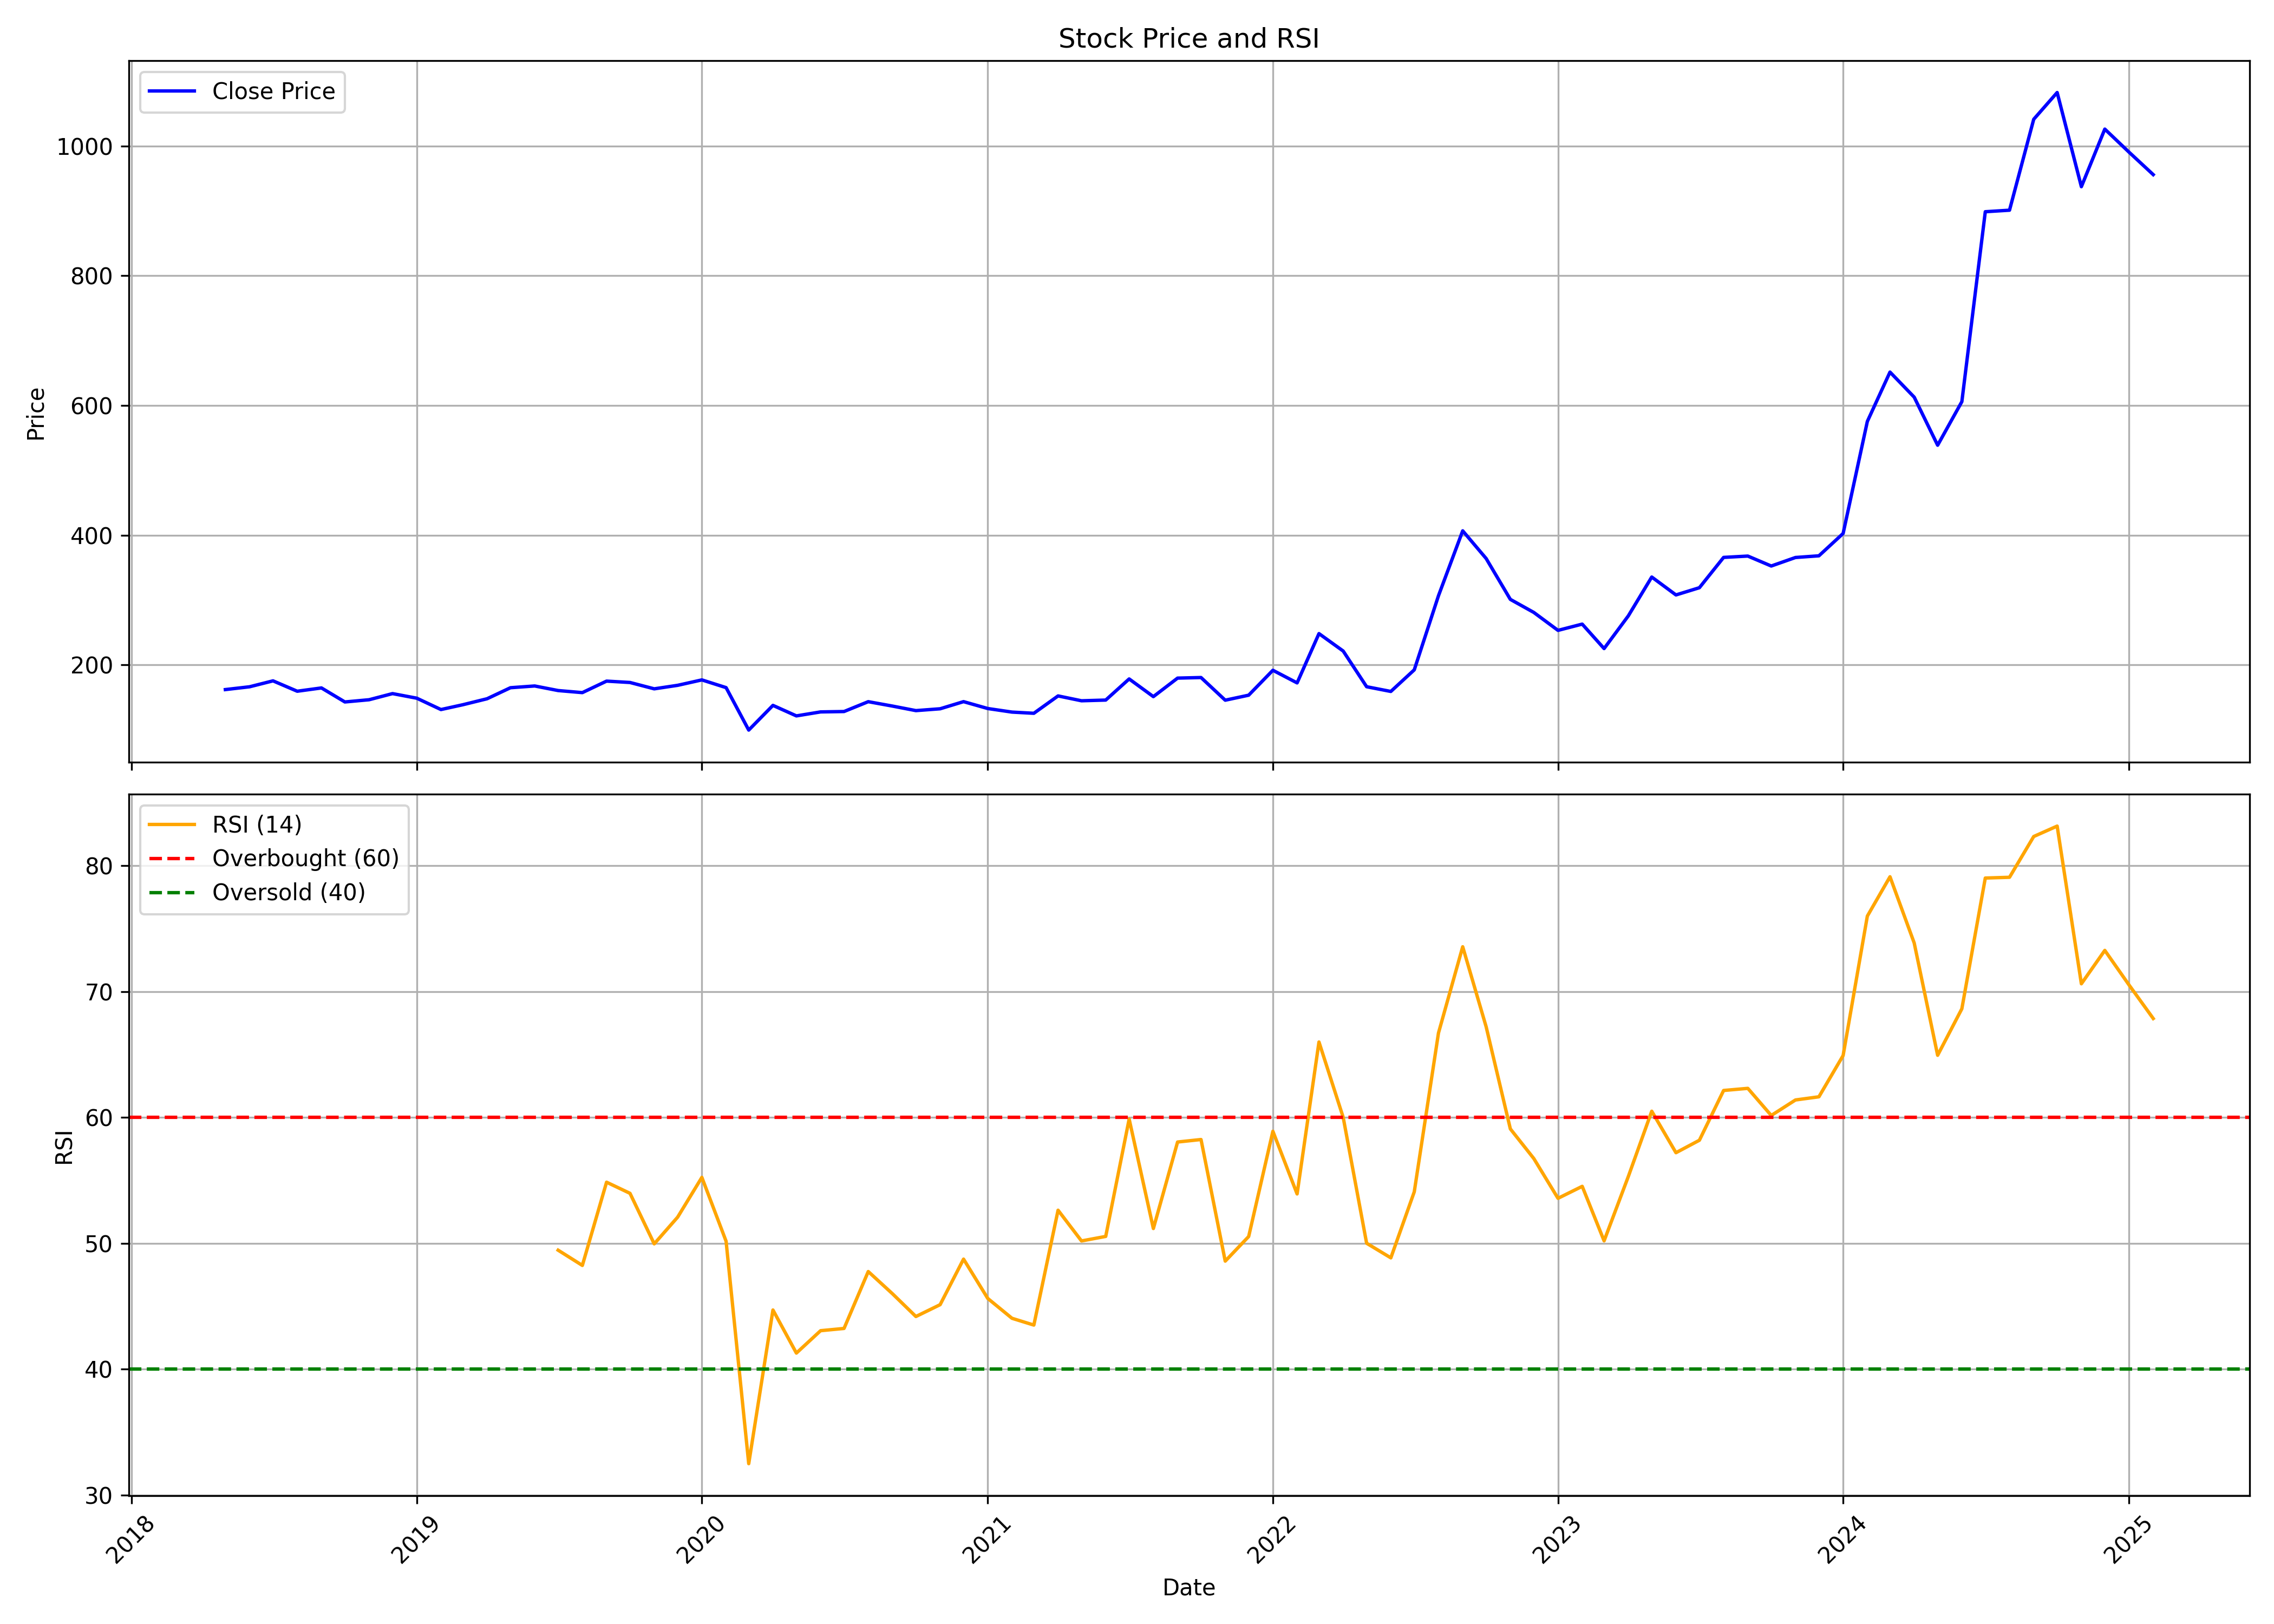 Stock Price and RSI
Close Price
1000
800
600
400
200
Price
RSI (14)
Overbought (60)
Oversold (40)
80
70
60
50
40
30
RSI
2018
2019
2020
2021
2022
2023
2024
2025
Date